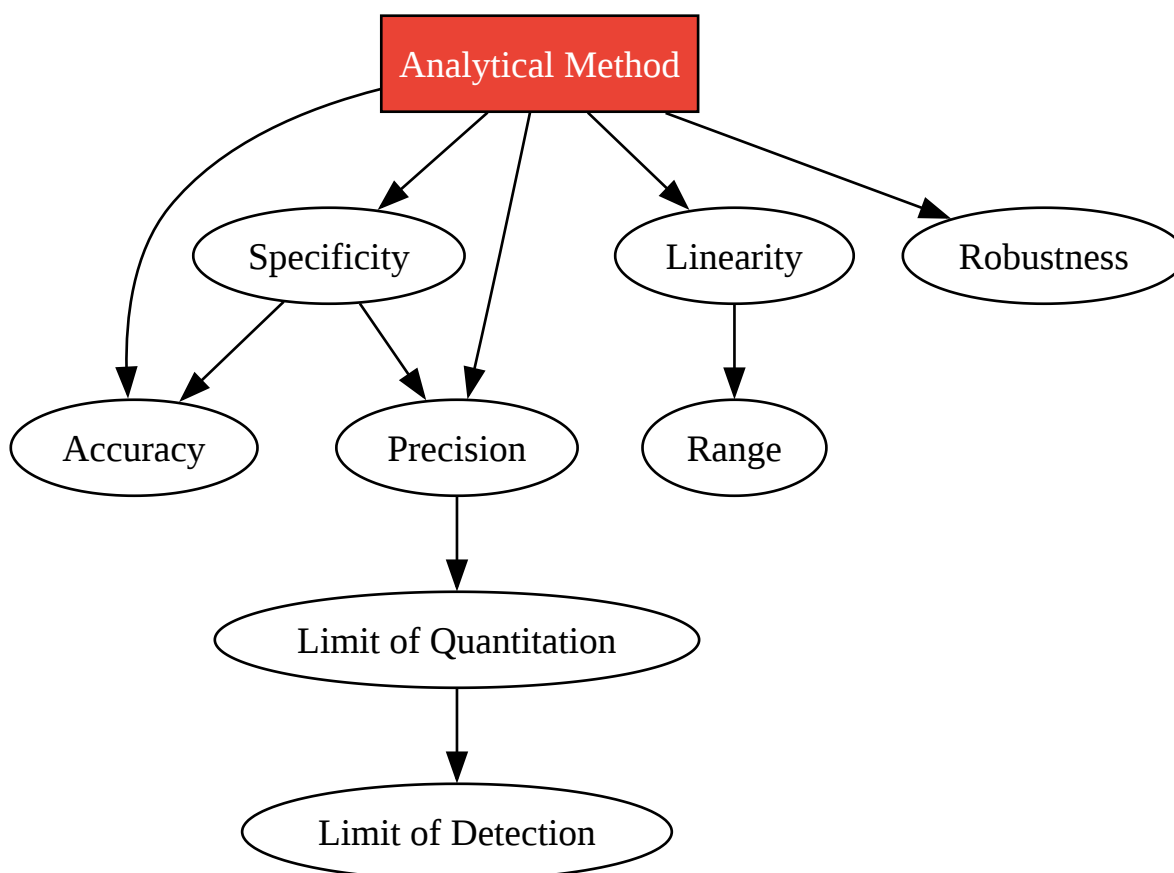 Analytical Method
Specificity
Linearity
Robustness
Accuracy
Precision
Range
Limit of Quantitation
Limit of Detection